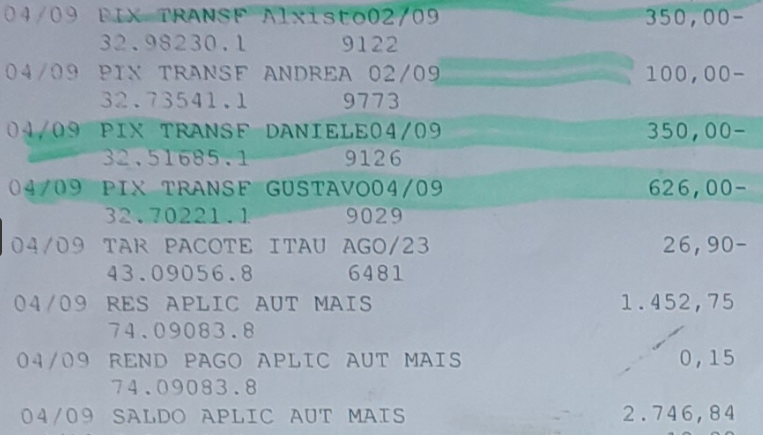 04/09 PIX TRANSF Alxisto02/09 350,00-
32.98230.1 9122
04/09 PIX TRANSF ANDREA 02/09 100,00-
32.73541.1 9773
04/09 PIX TRANSF DANIELE04/09 350,00-
32.51685.1 9126
04/09 PIX TRANSF GUSTAVO04/09 626,00-
32.70221.1 9029
04/09 TAR PACOTE ITAU AGO/23 26,90-
43.09056.8 6481
04/09 RES APLIC AUT MAIS 1.452,75
74.09083.8
04/09 REND PAGO APLIC AUT MAIS 0,15
74.09083.8
04/09 SALDO APLIC AUT MAIS 2.746,84